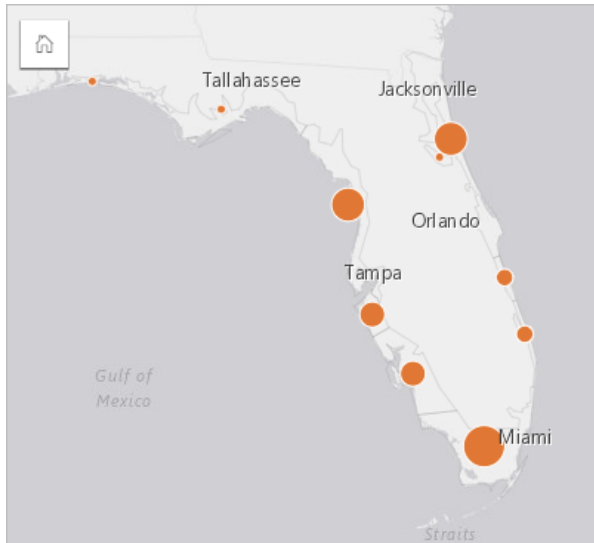 Tallahassee
Jacksonville
Orlando
Tampa
Gulf of
Mexico
Miami
Straits